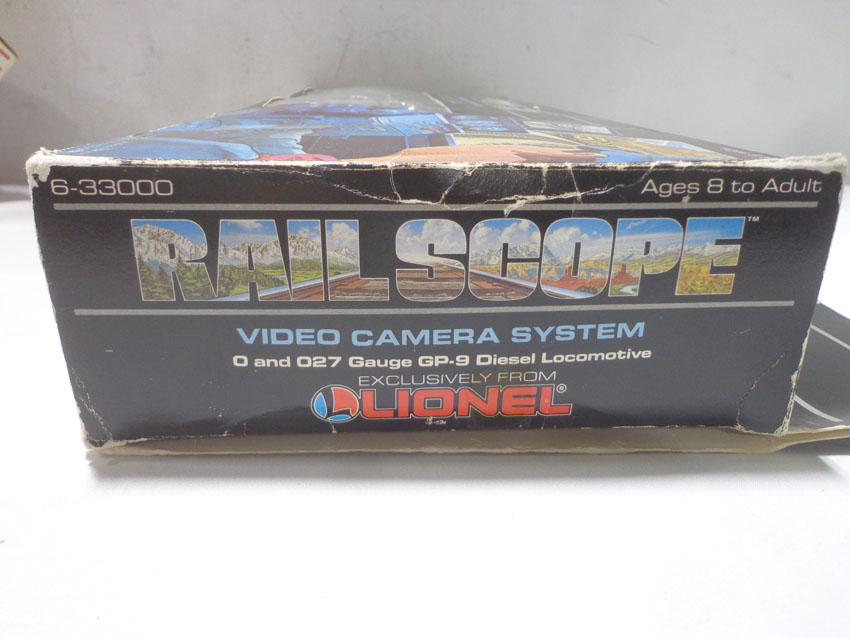 6-33000
Ages 8 to Adult
RAILSCOPE™
VIDEO CAMERA SYSTEM
O and O27 Gauge GP-9 Diesel Locomotive
EXCLUSIVELY FROM
LIONEL®